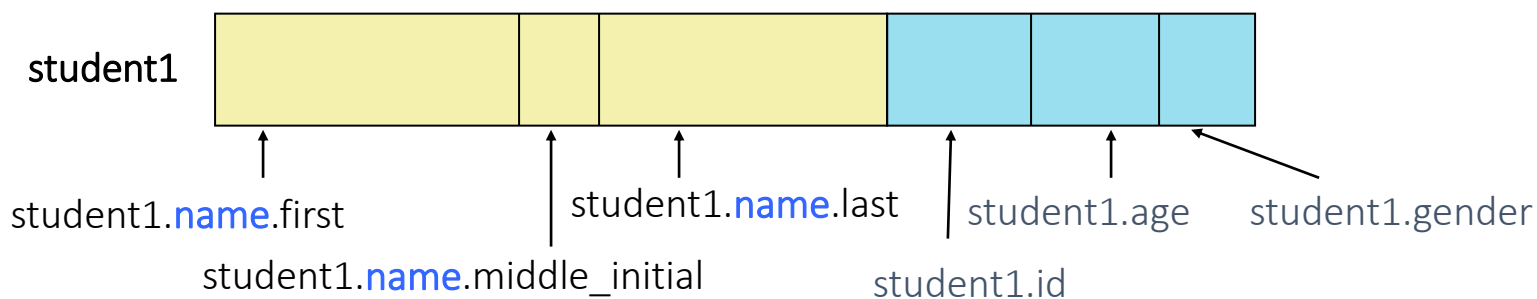 student1
student1.name.first
student1.name.last
student1.age
student1.gender
student1.name.middle_initial
student1.id